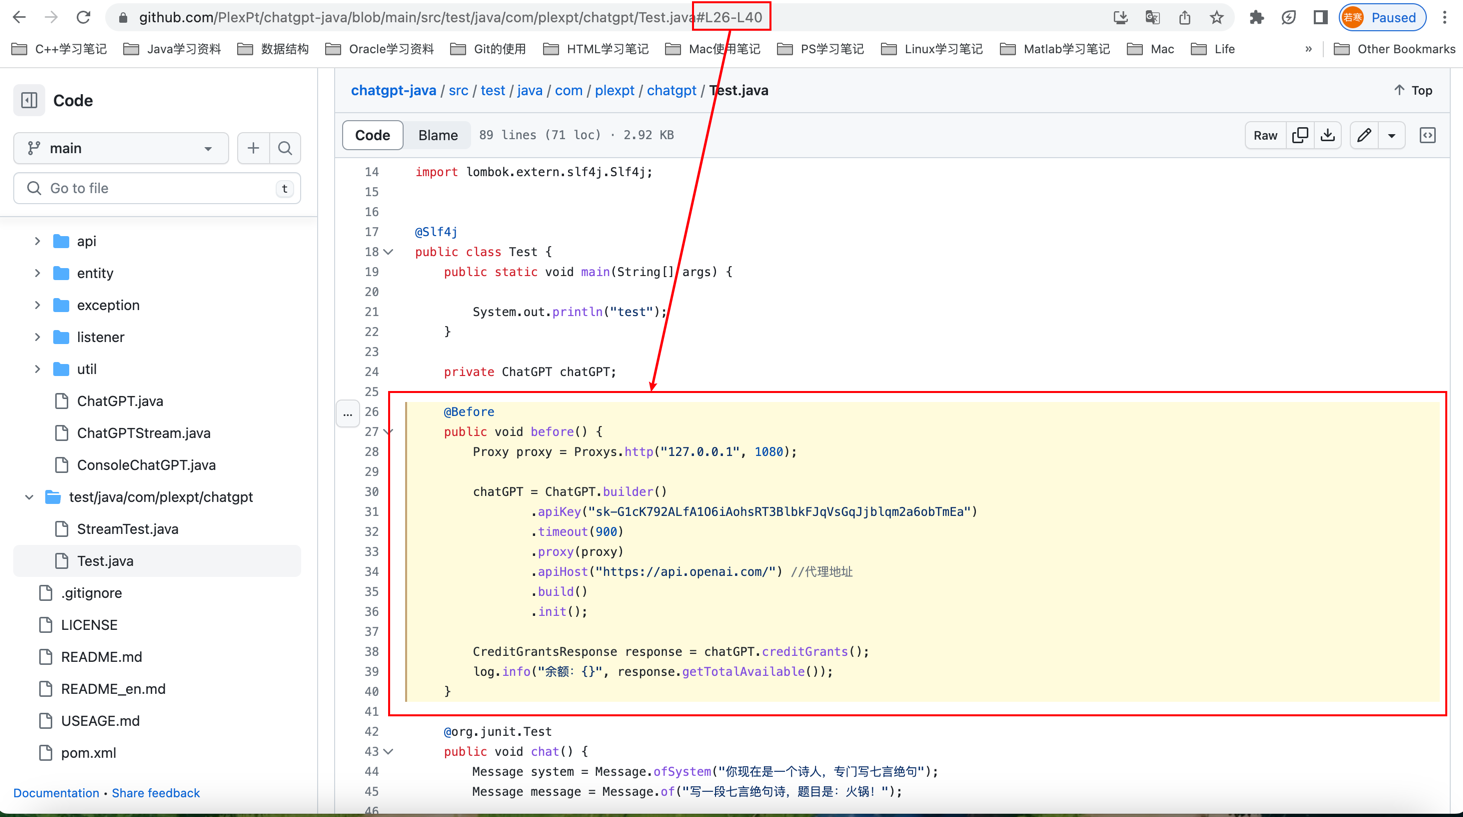 github.com/PlexPt/chatgpt-java/blob/main/src/test/java/com/plexpt/chatgpt/Test.java#L26-L40
若寒 Paused
C++学习笔记 Java学习资料 数据结构 Oracle学习资料 Git的使用 HTML学习笔记 Mac使用笔记 PS学习笔记 Linux学习笔记 Matlab学习笔记 Mac Life » Other Bookmarks
Code
main
Go to file t
api
entity
exception
listener
util
ChatGPT.java
ChatGPTStream.java
ConsoleChatGPT.java
test/java/com/plexpt/chatgpt
StreamTest.java
Test.java
.gitignore
LICENSE
README.md
README_en.md
USEAGE.md
pom.xml
Documentation • Share feedback
chatgpt-java / src / test / java / com / plexpt / chatgpt / Test.java Top
Code Blame 89 lines (71 loc) · 2.92 KB Raw
14 import lombok.extern.slf4j.Slf4j;
15
16
17 @Slf4j
18 public class Test {
19 public static void main(String[] args) {
20
21 System.out.println("test");
22 }
23
24 private ChatGPT chatGPT;
25
... 26 @Before
27 public void before() {
28 Proxy proxy = Proxys.http("127.0.0.1", 1080);
29
30 chatGPT = ChatGPT.builder()
31 .apiKey("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")
32 .timeout(900)
33 .proxy(proxy)
34 .apiHost("https://api.openai.com/") //代理地址
35 .build()
36 .init();
37
38 CreditGrantsResponse response = chatGPT.creditGrants();
39 log.info("余额：{}", response.getTotalAvailable());
40 }
41
42 @org.junit.Test
43 public void chat() {
44 Message system = Message.ofSystem("你现在是一个诗人，专门写七言绝句");
45 Message message = Message.of("写一段七言绝句诗，题目是：火锅！");
46